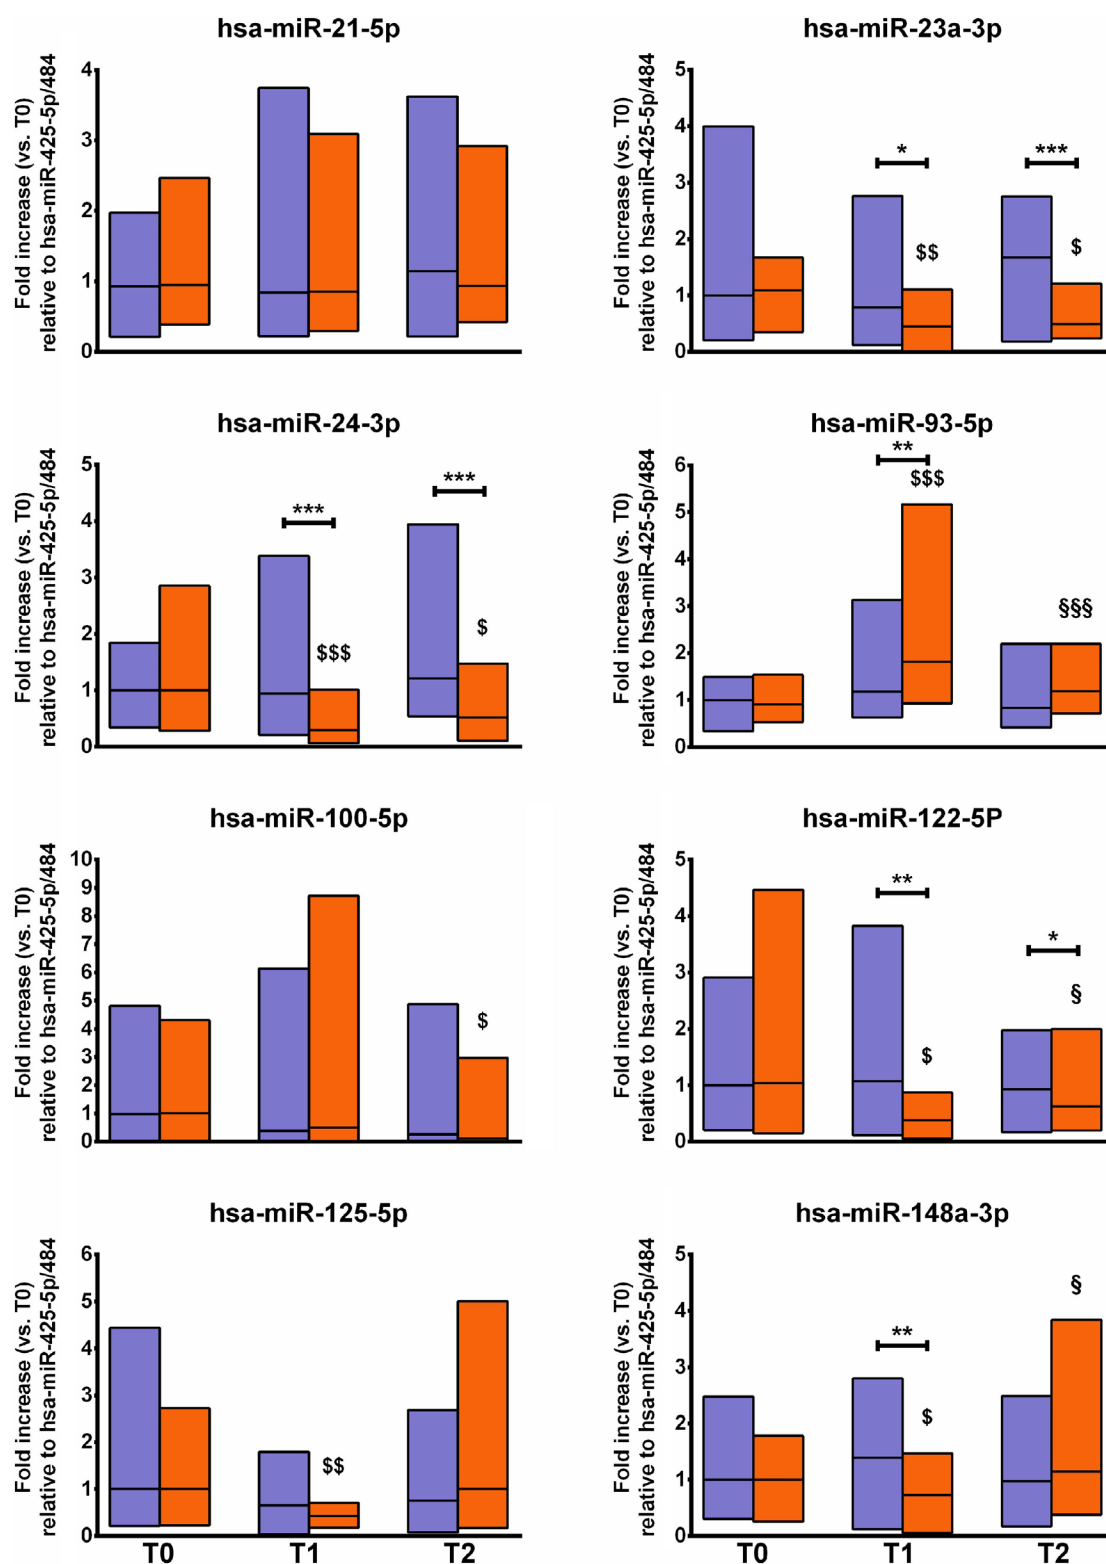 hsa-miR-21-5p
Fold increase (vs. T0)
relative to hsa-miR-425-5p/484
4
3
2
1
0
hsa-miR-23a-3p
Fold increase (vs. T0)
relative to hsa-miR-425-5p/484
5
4
3
2
1
0
*
$$
***
$
hsa-miR-24-3p
Fold increase (vs. T0)
relative to hsa-miR-425-5p/484
5
4
3
2
1
0
***
$$$
***
$
hsa-miR-93-5p
Fold increase (vs. T0)
relative to hsa-miR-425-5p/484
6
5
4
3
2
1
0
**
$$$
§§§
hsa-miR-100-5p
Fold increase (vs. T0)
relative to hsa-miR-425-5p/484
10
9
8
7
6
5
4
3
2
1
0
$
hsa-miR-122-5P
Fold increase (vs. T0)
relative to hsa-miR-425-5p/484
5
4
3
2
1
0
**
$
*
§
hsa-miR-125-5p
Fold increase (vs. T0)
relative to hsa-miR-425-5p/484
6
5
4
3
2
1
0
$$
T0 T1 T2
hsa-miR-148a-3p
Fold increase (vs. T0)
relative to hsa-miR-425-5p/484
5
4
3
2
1
0
**
$
§
T0 T1 T2